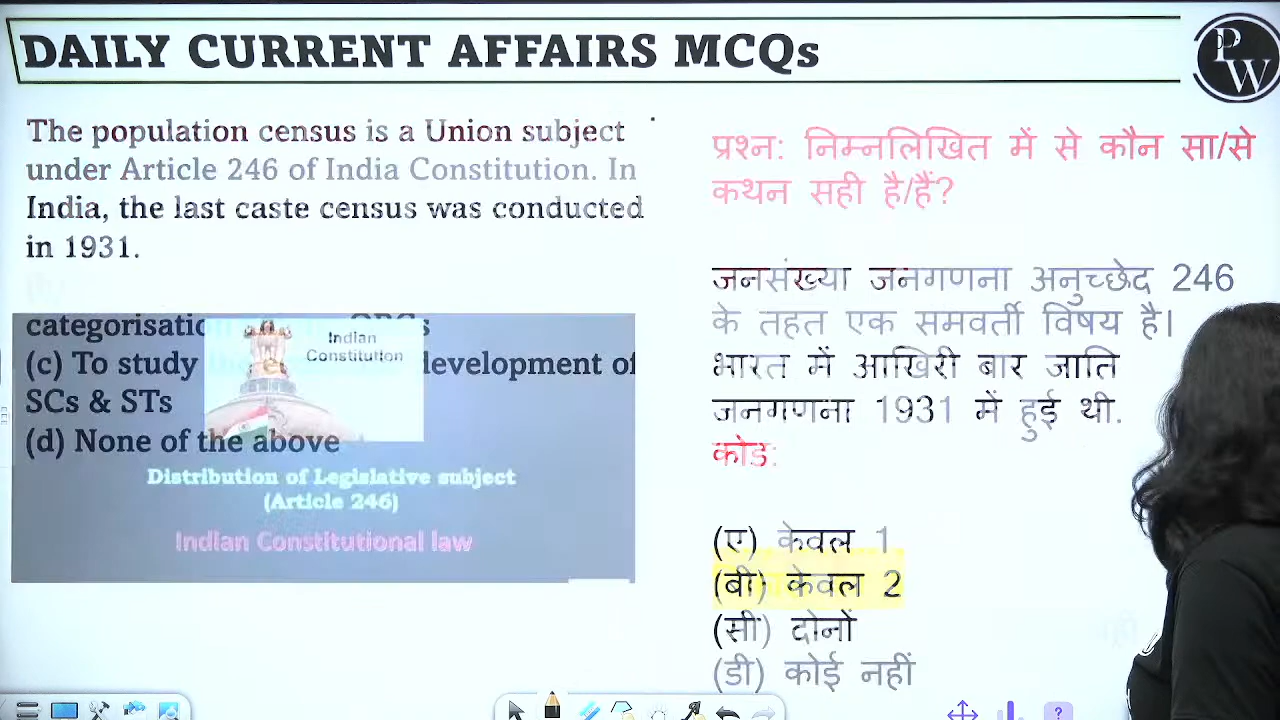 DAILY CURRENT AFFAIRS MCQs
PW
The population census is a Union subject
under Article 246 of India Constitution. In
India, the last caste census was conducted
in 1931.
Indian
Constitution
(c) To study development of
SCs & STs
(d) None of the above
Distribution of Legislative subject
(Article 246)
Indian Constitutional law
प्रश्न: निम्नलिखित में से कौन सा/से
कथन सही है/हैं?
जनसंख्या जनगणना अनुच्छेद 246
के तहत एक समवर्ती विषय है।
भारत में आखिरी बार जाति
जनगणना 1931 में हुई थी.
कोड:
(ए) केवल 1
(बी) केवल 2
(सी) दोनों
(डी) कोई नहीं